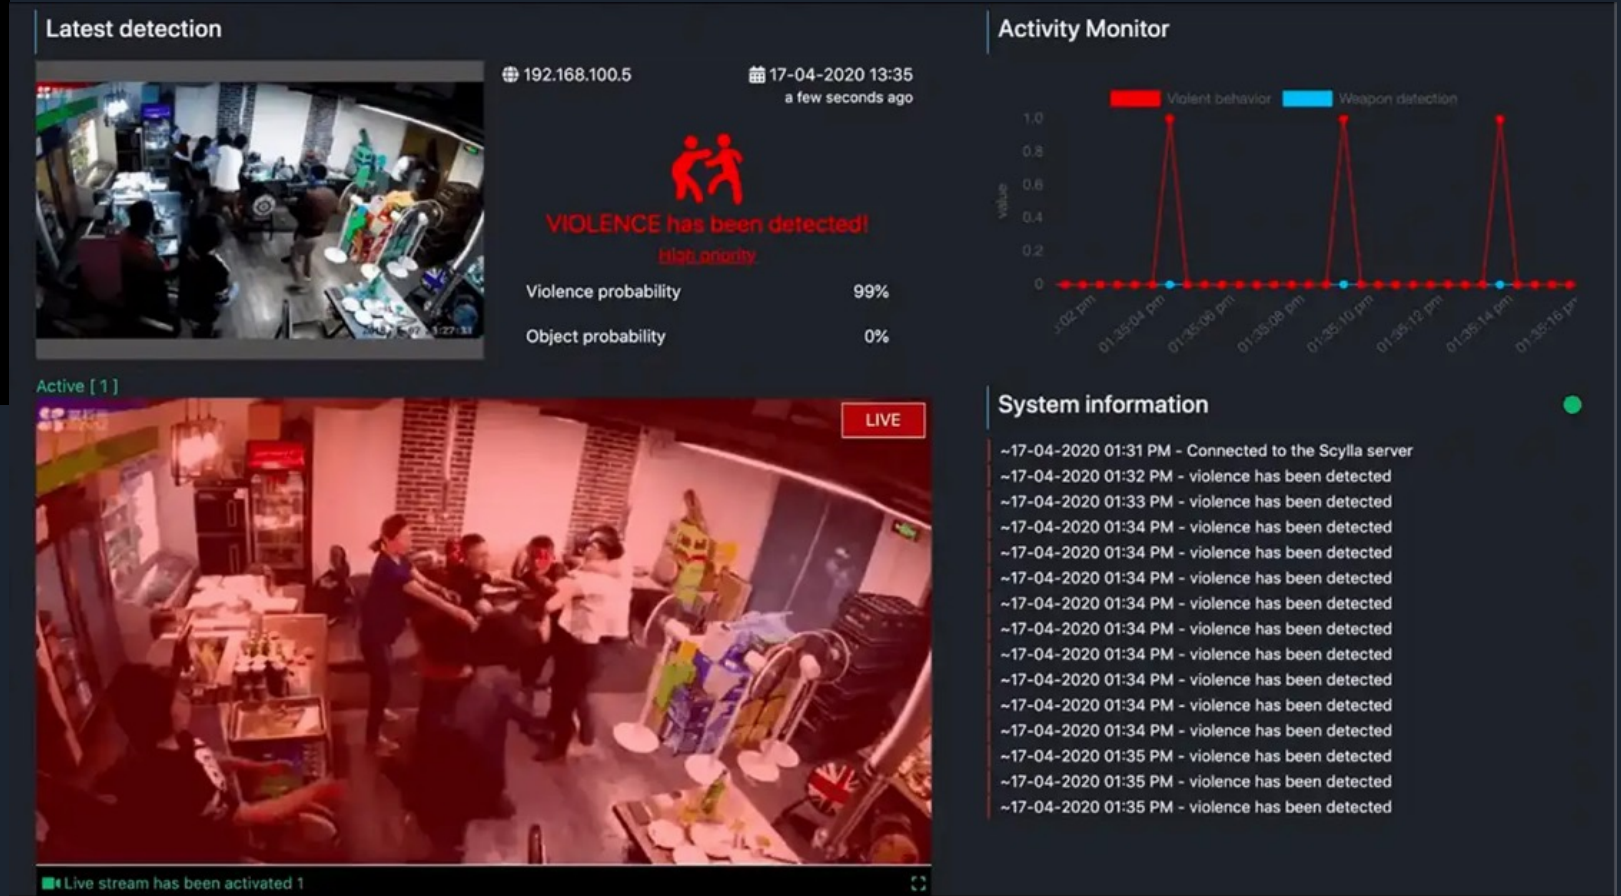 Latest detection
192.168.100.5
17-04-2020 13:35
a few seconds ago
VIOLENCE has been detected!
High priority
Violence probability 99%
Object probability 0%
Activity Monitor
Violent behavior
Weapon detection
1.0
0.8
0.6
0.4
0.2
0
value
:02 pm
01:35:04 pm
01:35:06 pm
01:35:08 pm
01:35:10 pm
01:35:12 pm
01:35:14 pm
01:35:16 pm
Active [ 1 ]
LIVE
Live stream has been activated 1
System information
~17-04-2020 01:31 PM - Connected to the Scylla server
~17-04-2020 01:32 PM - violence has been detected
~17-04-2020 01:33 PM - violence has been detected
~17-04-2020 01:34 PM - violence has been detected
~17-04-2020 01:34 PM - violence has been detected
~17-04-2020 01:34 PM - violence has been detected
~17-04-2020 01:34 PM - violence has been detected
~17-04-2020 01:34 PM - violence has been detected
~17-04-2020 01:34 PM - violence has been detected
~17-04-2020 01:34 PM - violence has been detected
~17-04-2020 01:34 PM - violence has been detected
~17-04-2020 01:34 PM - violence has been detected
~17-04-2020 01:35 PM - violence has been detected
~17-04-2020 01:35 PM - violence has been detected
~17-04-2020 01:35 PM - violence has been detected